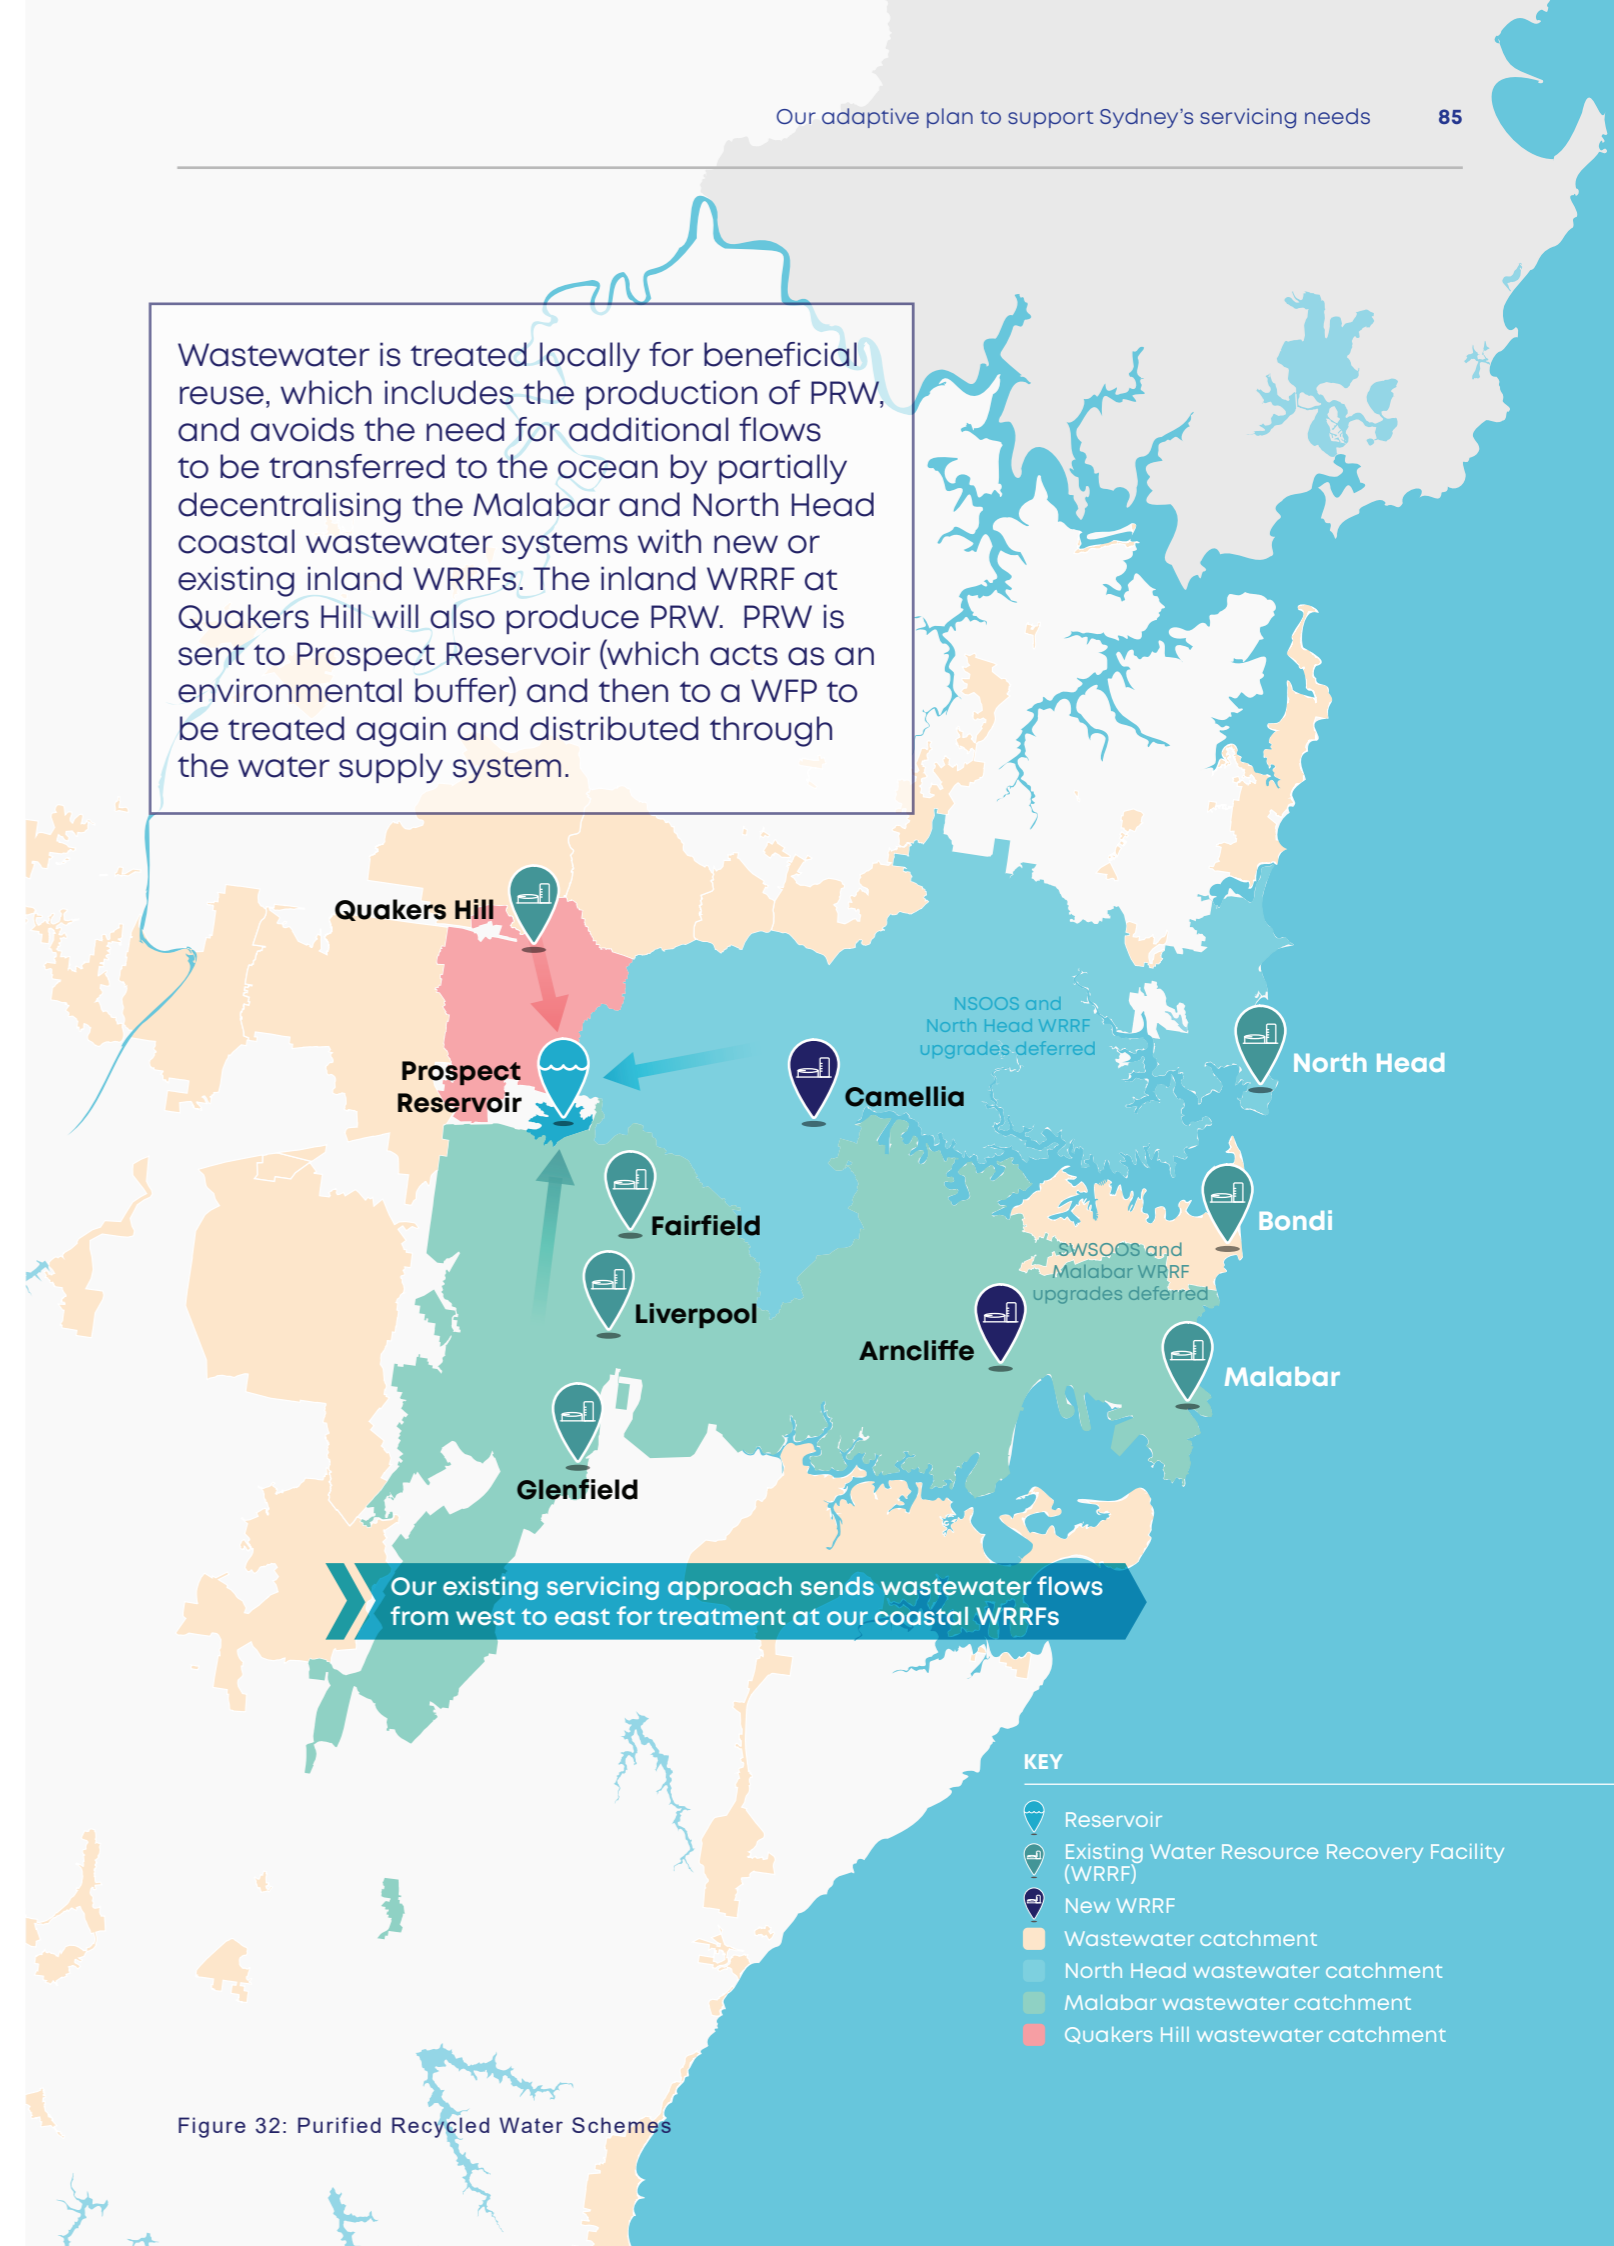 Our adaptive plan to support Sydney's servicing needs 85
Wastewater is treated locally for beneficial
reuse, which includes the production of PRW,
and avoids the need for additional flows
to be transferred to the ocean by partially
decentralising the Malabar and North Head
coastal wastewater systems with new or
existing inland WRRFs. The inland WRRF at
Quakers Hill will also produce PRW.  PRW is
sent to Prospect Reservoir (which acts as an
environmental buffer) and then to a WFP to
be treated again and distributed through
the water supply system.
Quakers Hill
NSOOS and
North Head WRRF
upgrades deferred
North Head
Prospect
Reservoir
Camellia
Fairfield
Bondi
SWSOOS and
Malabar WRRF
upgrades deferred
Liverpool
Arncliffe
Malabar
Glenfield
Our existing servicing approach sends wastewater flows
from west to east for treatment at our coastal WRRFs
KEY
Reservoir
Existing Water Resource Recovery Facility
(WRRF)
New WRRF
Wastewater catchment
North Head wastewater catchment
Malabar wastewater catchment
Quakers Hill wastewater catchment
Figure 32: Purified Recycled Water Schemes